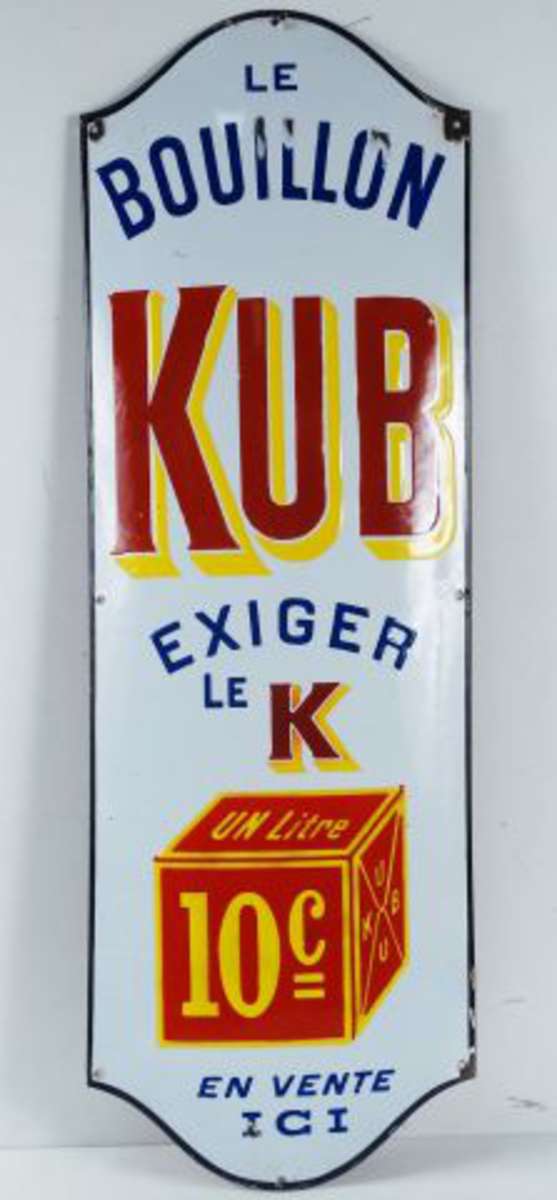 LE
BOUILLON
KUB
EXIGER
LE K
UN Litre
10c
U
K B
U
EN VENTE
ICI